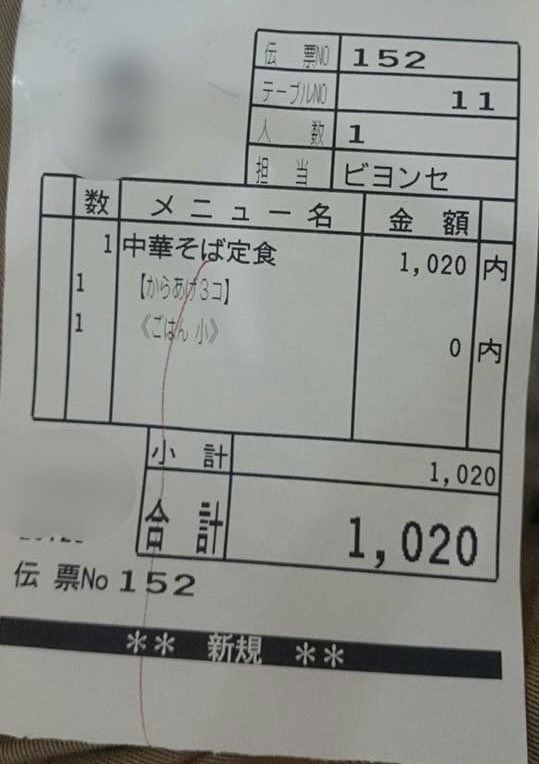 伝票NO 152
テーブルNO 11
人数 1
担当 ビヨンセ
数 メニュー名 金額
1 中華そば定食 1,020 内
1 【からあげ3コ】
1 《ごはん 小》 0 内
小計 1,020
合計 1,020
伝票No 152
** 新規 **